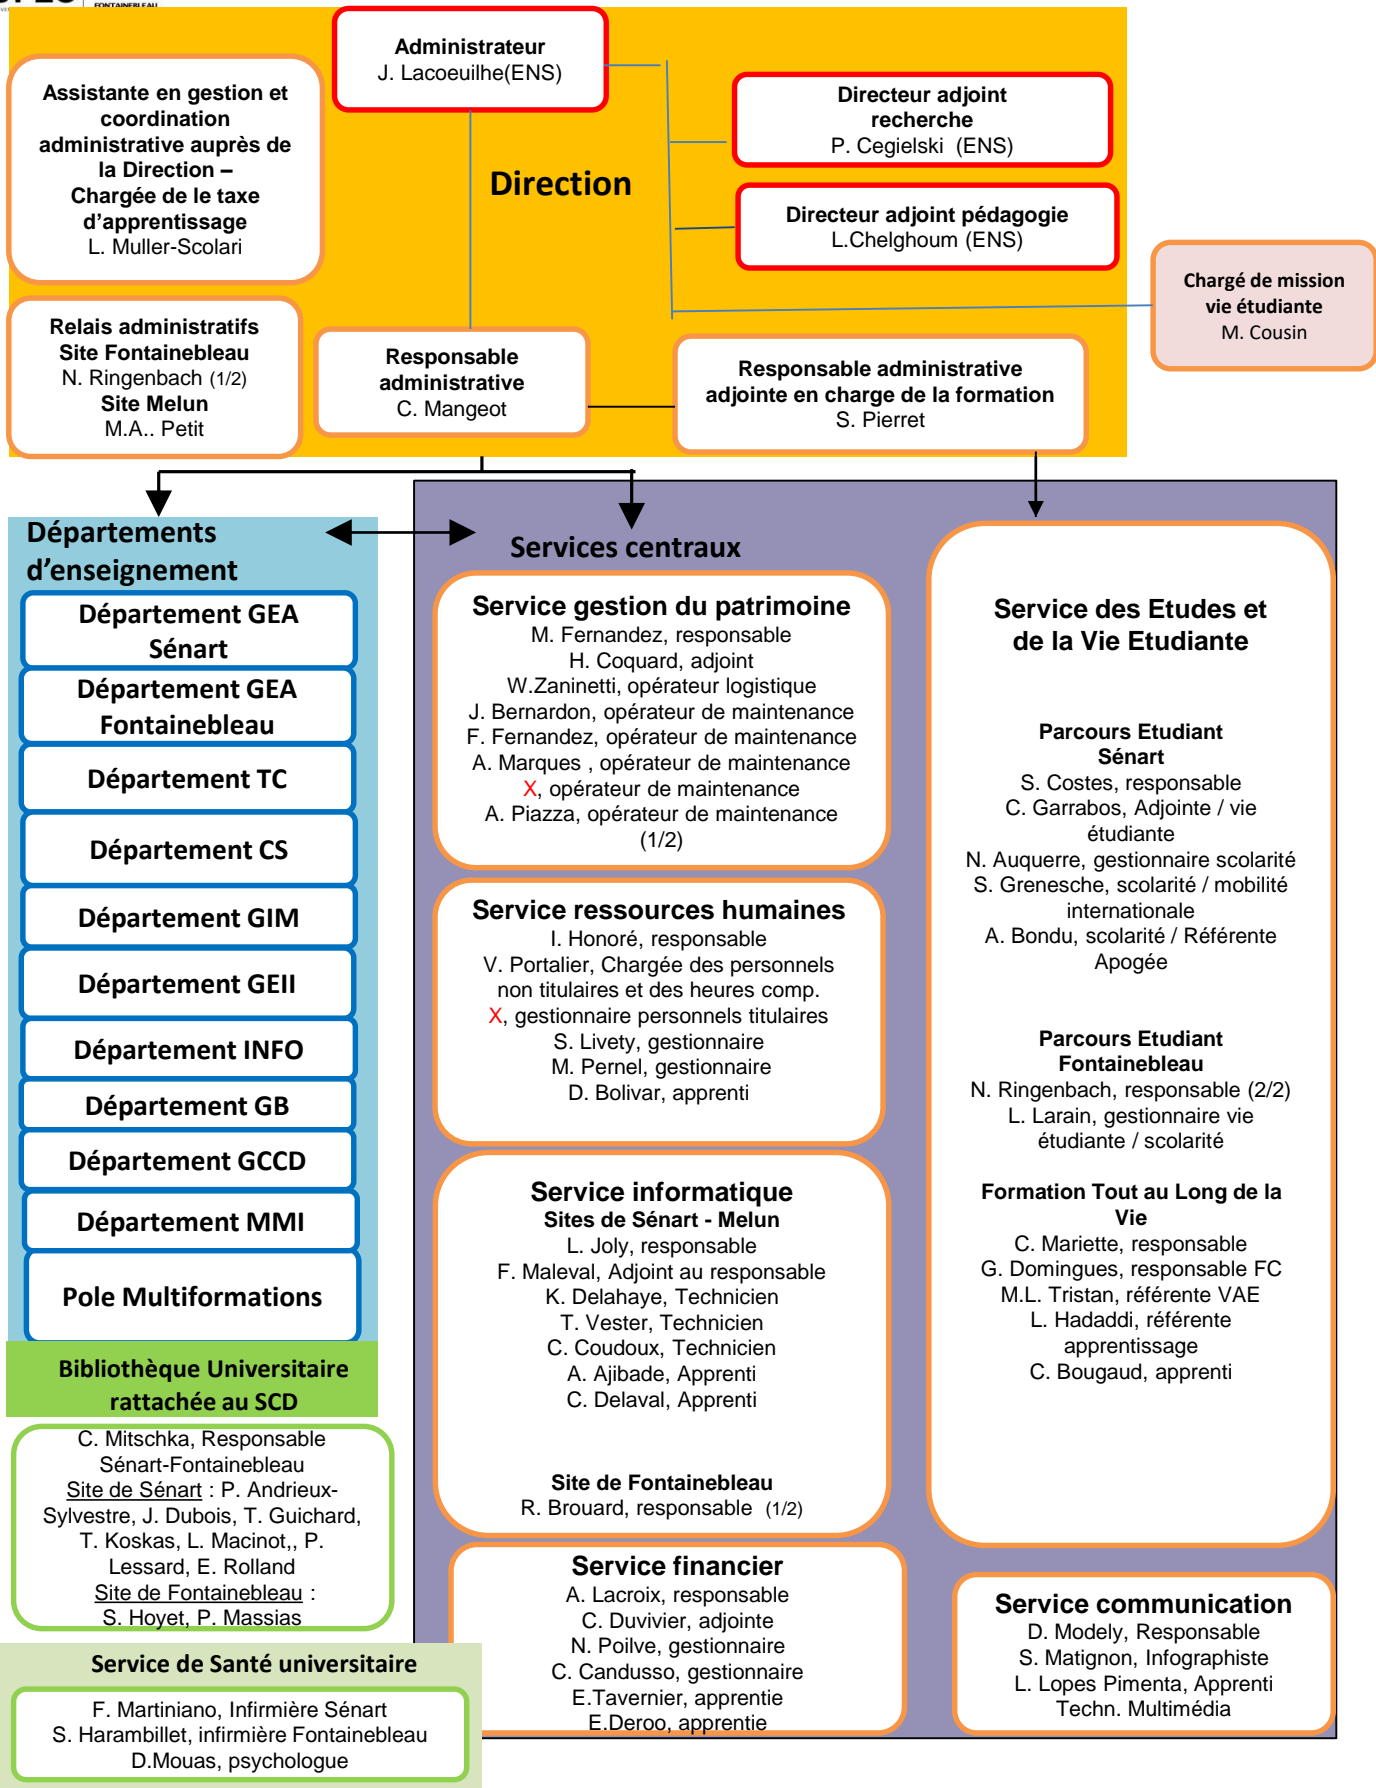 FONTAINEBLEAU
Administrateur
J. Lacoeuilhe(ENS)
Assistante en gestion et
coordination
administrative auprès de
la Direction –
Chargée de le taxe
d'apprentissage
L. Muller-Scolari
Directeur adjoint
recherche
P. Cegielski (ENS)
Direction
Directeur adjoint pédagogie
L.Chelghoum (ENS)
Chargé de mission
vie étudiante
M. Cousin
Relais administratifs
Site Fontainebleau
N. Ringenbach (1/2)
Site Melun
M.A.. Petit
Responsable
administrative
C. Mangeot
Responsable administrative
adjointe en charge de la formation
S. Pierret
Départements
d'enseignement
Département GEA
Sénart
Département GEA
Fontainebleau
Département TC
Département CS
Département GIM
Département GEII
Département INFO
Département GB
Département GCCD
Département MMI
Pole Multiformations
Bibliothèque Universitaire
rattachée au SCD
C. Mitschka, Responsable
Sénart-Fontainebleau
Site de Sénart : P. Andrieux-
Sylvestre, J. Dubois, T. Guichard,
T. Koskas, L. Macinot,, P.
Lessard, E. Rolland
Site de Fontainebleau :
S. Hoyet, P. Massias
Service de Santé universitaire
F. Martiniano, Infirmière Sénart
S. Harambillet, infirmière Fontainebleau
D.Mouas, psychologue
Services centraux
Service gestion du patrimoine
M. Fernandez, responsable
H. Coquard, adjoint
W.Zaninetti, opérateur logistique
J. Bernardon, opérateur de maintenance
F. Fernandez, opérateur de maintenance
A. Marques , opérateur de maintenance
X, opérateur de maintenance
A. Piazza, opérateur de maintenance
(1/2)
Service ressources humaines
I. Honoré, responsable
V. Portalier, Chargée des personnels
non titulaires et des heures comp.
X, gestionnaire personnels titulaires
S. Livety, gestionnaire
M. Pernel, gestionnaire
D. Bolivar, apprenti
Service informatique
Sites de Sénart - Melun
L. Joly, responsable
F. Maleval, Adjoint au responsable
K. Delahaye, Technicien
T. Vester, Technicien
C. Coudoux, Technicien
A. Ajibade, Apprenti
C. Delaval, Apprenti
Site de Fontainebleau
R. Brouard, responsable (1/2)
Service financier
A. Lacroix, responsable
C. Duvivier, adjointe
N. Poilve, gestionnaire
C. Candusso, gestionnaire
E.Tavernier, apprentie
E.Deroo, apprentie
Service des Etudes et
de la Vie Etudiante
Parcours Etudiant
Sénart
S. Costes, responsable
C. Garrabos, Adjointe / vie
étudiante
N. Auquerre, gestionnaire scolarité
S. Grenesche, scolarité / mobilité
internationale
A. Bondu, scolarité / Référente
Apogée
Parcours Etudiant
Fontainebleau
N. Ringenbach, responsable (2/2)
L. Larain, gestionnaire vie
étudiante / scolarité
Formation Tout au Long de la
Vie
C. Mariette, responsable
G. Domingues, responsable FC
M.L. Tristan, référente VAE
L. Hadaddi, référente
apprentissage
C. Bougaud, apprenti
Service communication
D. Modely, Responsable
S. Matignon, Infographiste
L. Lopes Pimenta, Apprenti
Techn. Multimédia